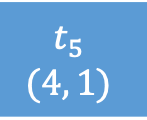 t₅
(4, 1)